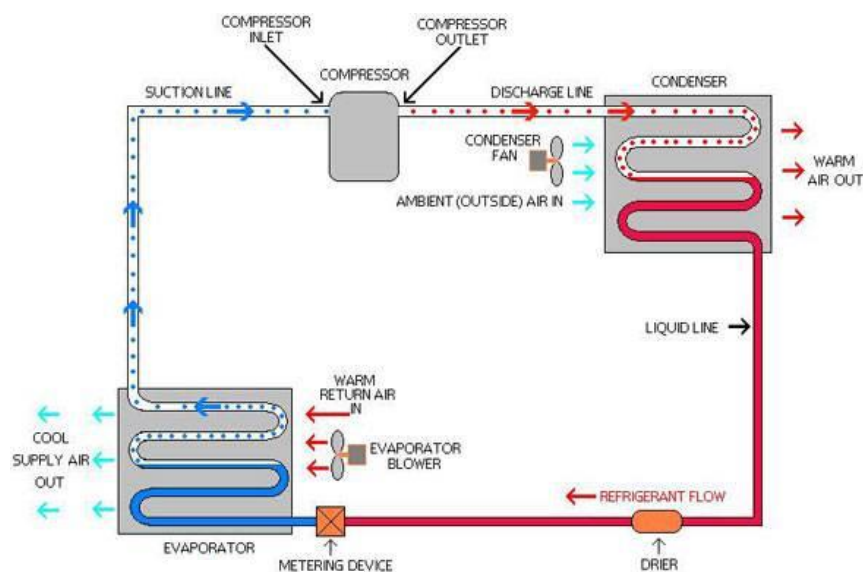 COMPRESSOR
INLET
COMPRESSOR
OUTLET
SUCTION LINE
COMPRESSOR
DISCHARGE LINE
CONDENSER
CONDENSER
FAN
WARM
AIR OUT
AMBIENT (OUTSIDE) AIR IN
LIQUID LINE
WARM
RETURN AIR
IN
COOL
SUPPLY AIR
OUT
EVAPORATOR
BLOWER
REFRIGERANT FLOW
EVAPORATOR
METERING DEVICE
DRIER